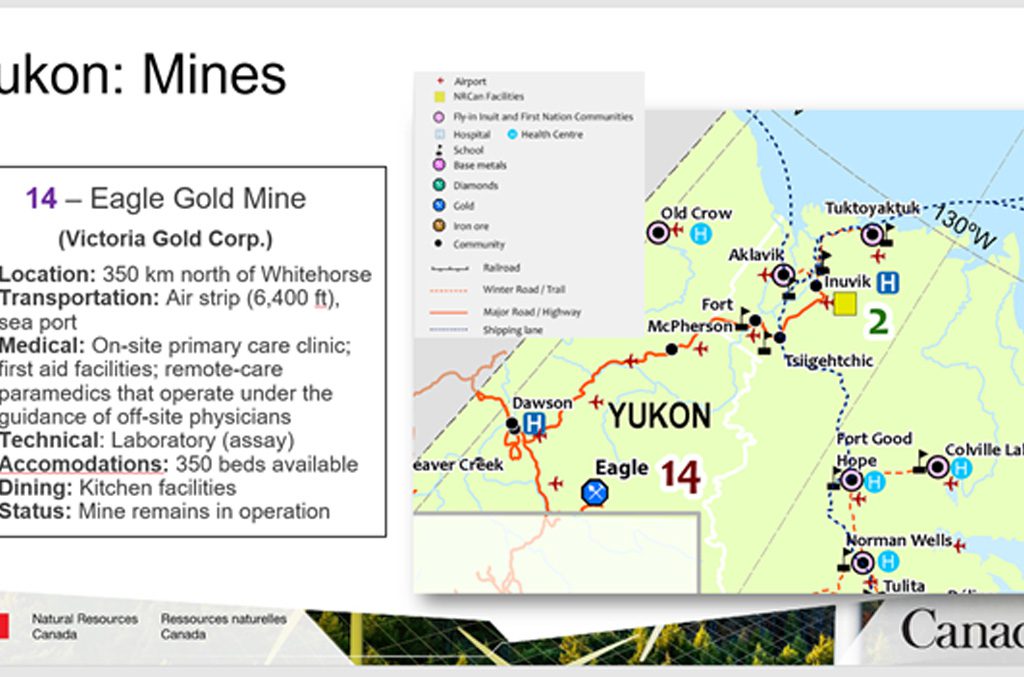 ukon: Mines
14 – Eagle Gold Mine
(Victoria Gold Corp.)
Location: 350 km north of Whitehorse
Transportation: Air strip (6,400 ft),
sea port
Medical: On-site primary care clinic;
first aid facilities; remote-care
paramedics that operate under the
guidance of off-site physicians
Technical: Laboratory (assay)
Accomodations: 350 beds available
Dining: Kitchen facilities
Status: Mine remains in operation
Airport
NRCan Facilities
Fly-in Inuit and First Nation Communities
H Hospital H Health Centre
School
Base metals
Diamonds
Gold
Iron ore
Community
Railroad
Winter Road / Trail
Major Road / Highway
Shipping lane
Old Crow
H
Tuktoyaktuk
130°W
Aklavik
Inuvik H
2
Fort
McPherson
Tsiigehtchic
Dawson
H
YUKON
eaver Creek
Eagle 14
Fort Good
Hope
H
Colville La
H
Norman Wells
H
Tulita
Natural Resources
Canada
Ressources naturelles
Canada
Canad